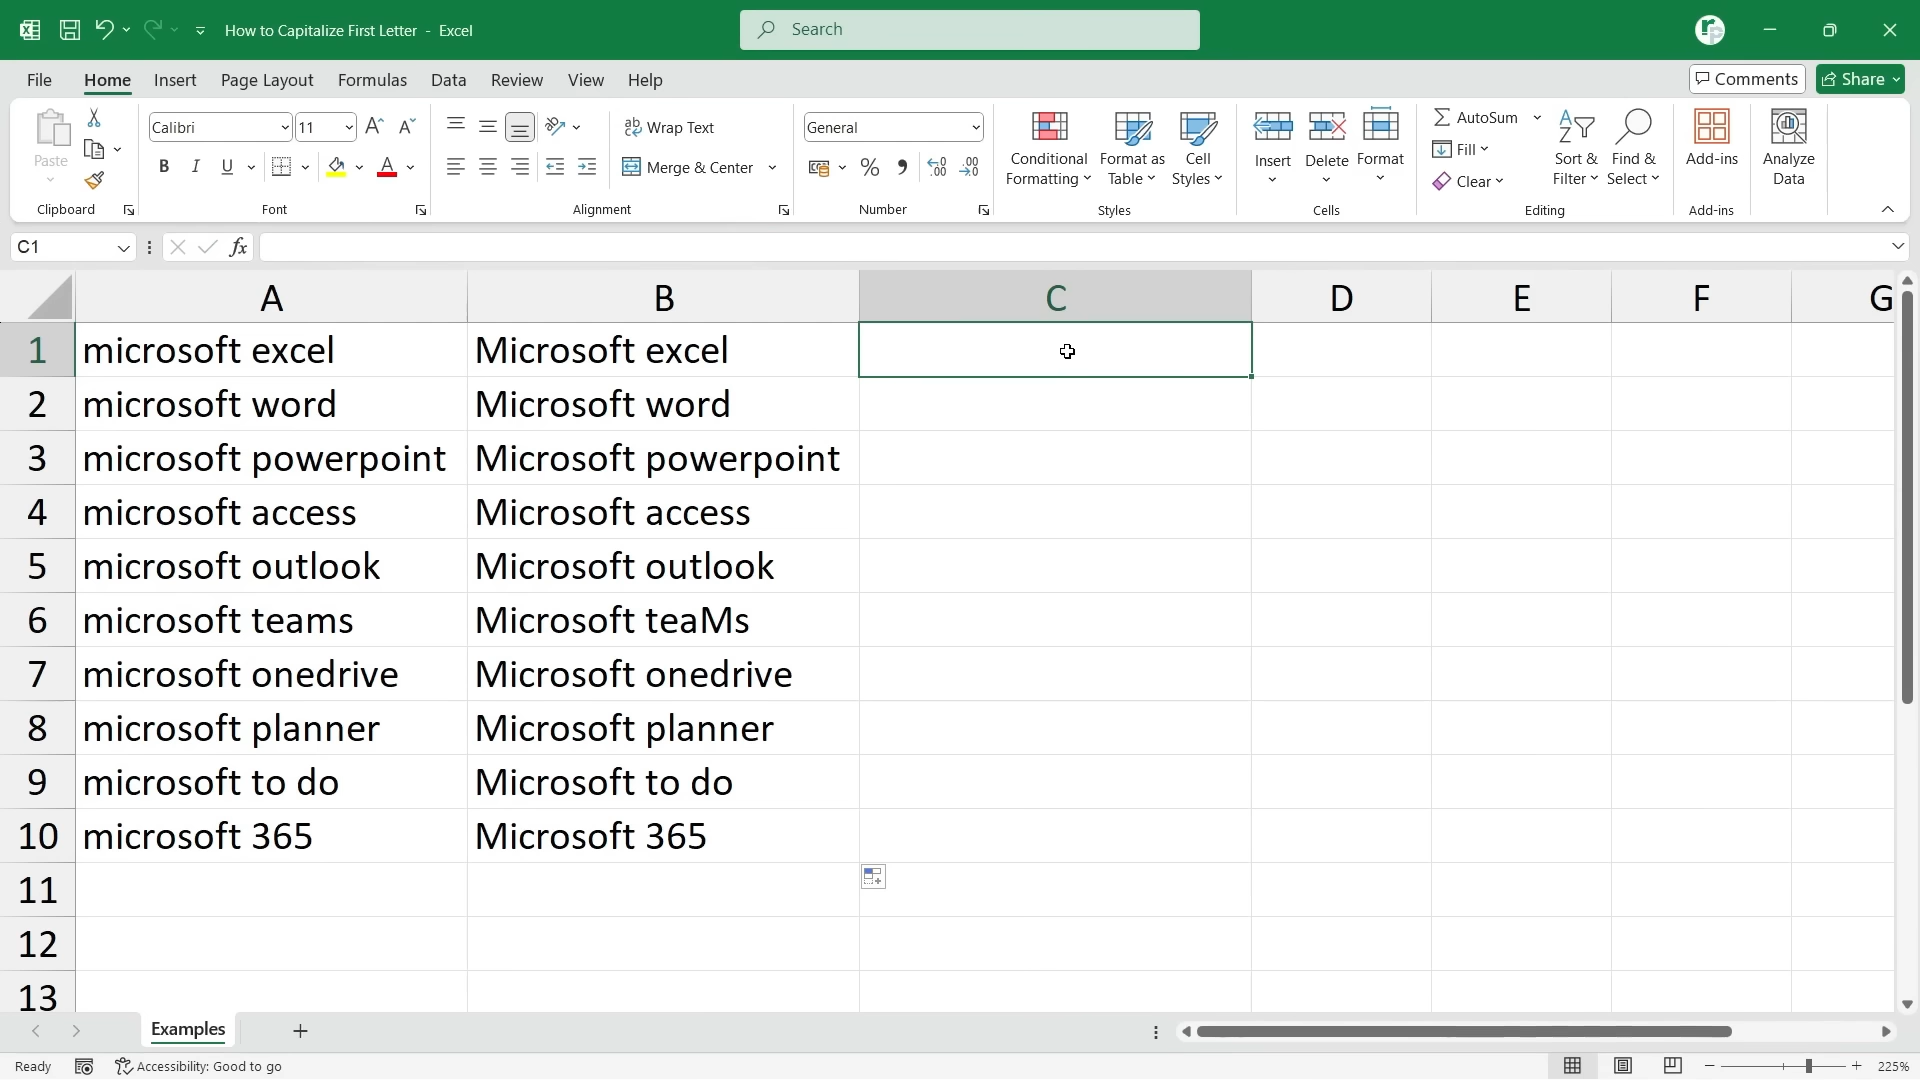 How to Capitalize First Letter - Excel
Search
File Home Insert Page Layout Formulas Data Review View Help
Comments Share
Paste
Clipboard
Calibri 11
B I U A
Font
Wrap Text
Merge & Center
Alignment
General
% .00
Number
Conditional Formatting
Format as Table
Cell Styles
Styles
Insert Delete Format
Cells
AutoSum
Fill
Clear
Sort & Filter
Find & Select
Editing
Add-ins
Add-ins
Analyze Data
C1 fx
A B C D E F G
1 microsoft excel Microsoft excel
2 microsoft word Microsoft word
3 microsoft powerpoint Microsoft powerpoint
4 microsoft access Microsoft access
5 microsoft outlook Microsoft outlook
6 microsoft teams Microsoft teaMs
7 microsoft onedrive Microsoft onedrive
8 microsoft planner Microsoft planner
9 microsoft to do Microsoft to do
10 microsoft 365 Microsoft 365
11
12
13
Examples
Ready Accessibility: Good to go 225%